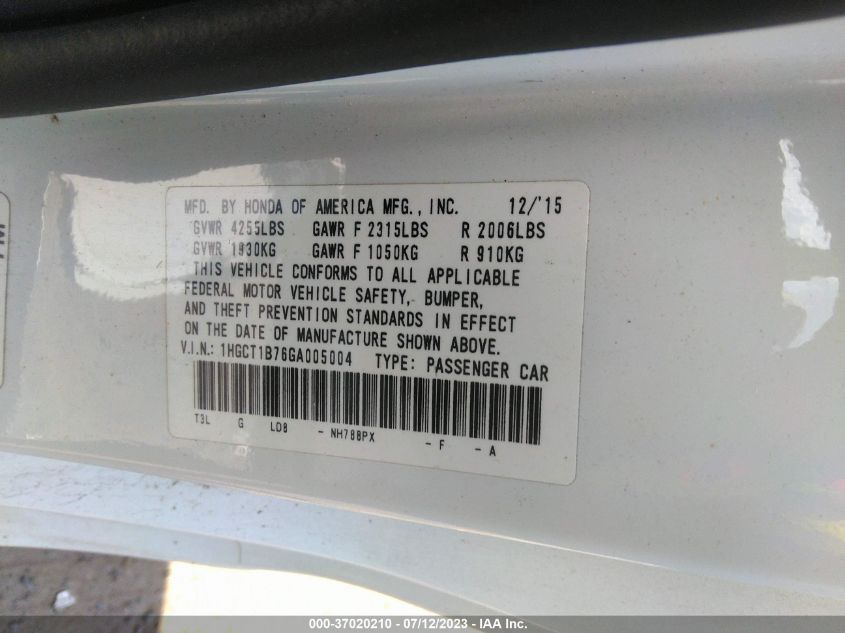 MFD. BY HONDA OF AMERICA MFG., INC. 12/'15
GVWR 4255LBS GAWR F 2315LBS R 2006LBS
GVWR 1930KG GAWR F 1050KG R 910KG
THIS VEHICLE CONFORMS TO ALL APPLICABLE
FEDERAL MOTOR VEHICLE SAFETY, BUMPER,
AND THEFT PREVENTION STANDARDS IN EFFECT
ON THE DATE OF MANUFACTURE SHOWN ABOVE.
V.I.N.: 1HGCT1B76GA005004 TYPE: PASSENGER CAR
T3L G LD8 - NH788PX - F - A
000-37020210 - 07/12/2023 - IAA Inc.